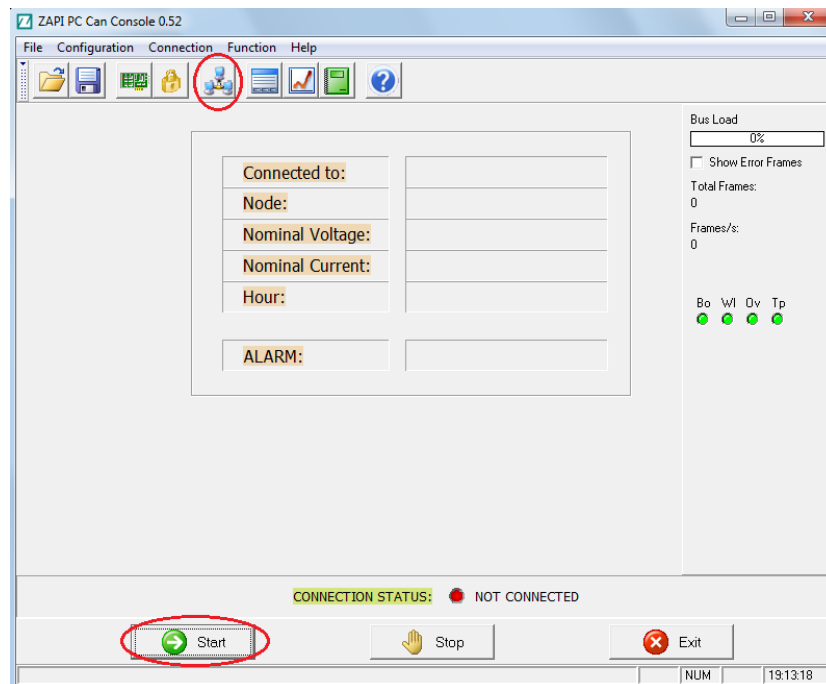 ZAPI PC Can Console 0.52
File Configuration Connection Function Help
Bus Load
0%
Show Error Frames
Total Frames:
0
Frames/s:
0
Bo Wl Ov Tp
Connected to:
Node:
Nominal Voltage:
Nominal Current:
Hour:
ALARM:
CONNECTION STATUS: NOT CONNECTED
Start Stop Exit
NUM 19:13:18